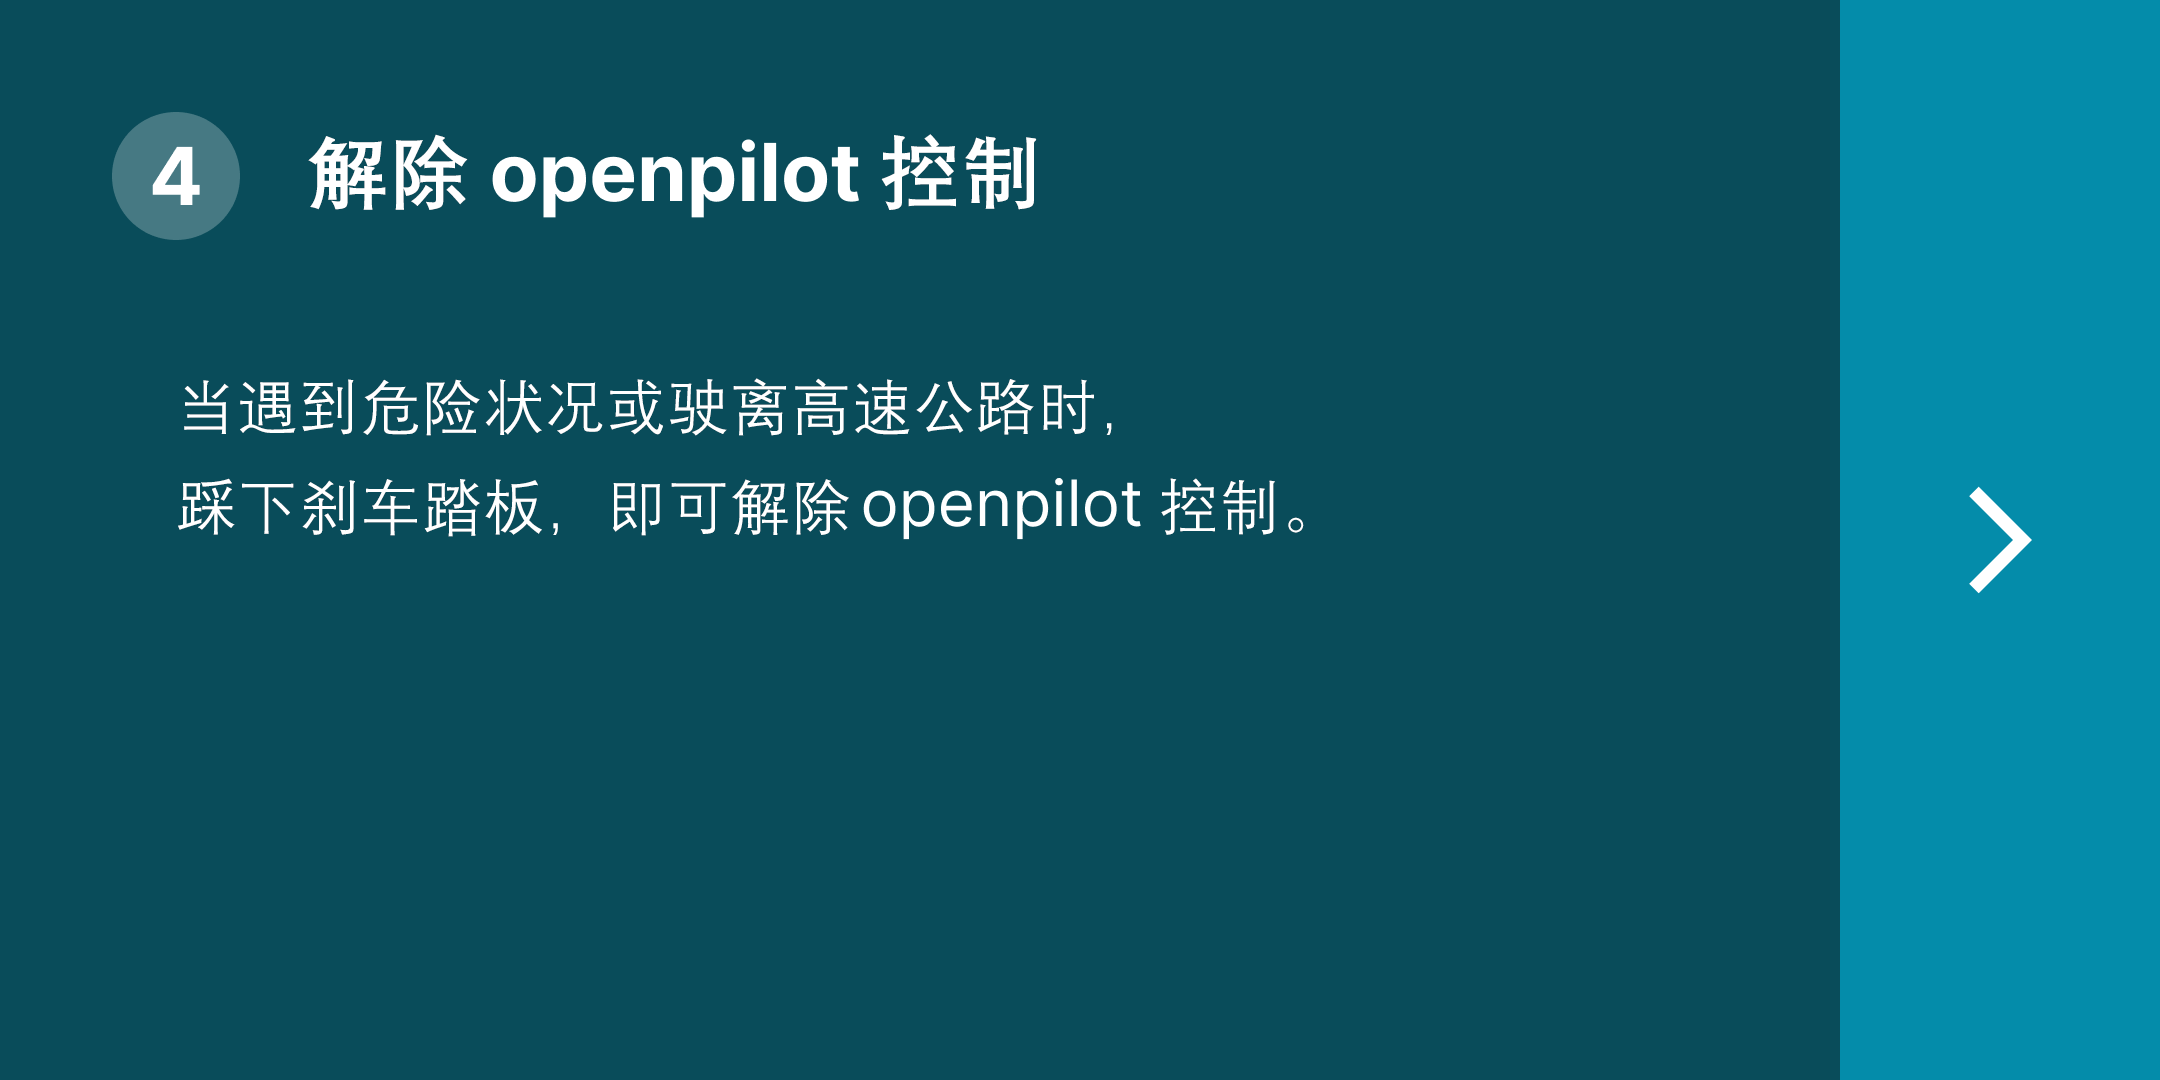 4 解除 openpilot 控制
当遇到危险状况或驶离高速公路时，
踩下刹车踏板，即可解除 openpilot 控制。